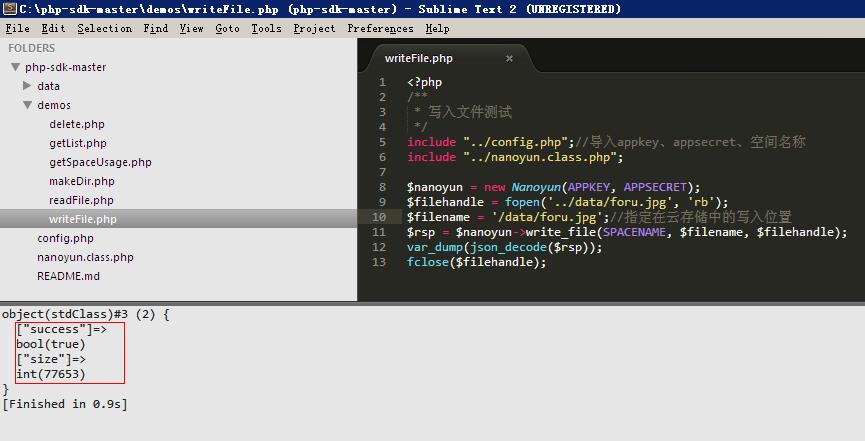 C:\php-sdk-master\demos\writeFile.php (php-sdk-master) - Sublime Text 2 (UNREGISTERED)
File Edit Selection Find View Goto Tools Project Preferences Help
FOLDERS
php-sdk-master
data
demos
delete.php
getList.php
getSpaceUsage.php
makeDir.php
readFile.php
writeFile.php
config.php
nanoyun.class.php
README.md
writeFile.php ×
1 <?php
2 /**
3  * 写入文件测试
4  */
5 include "../config.php";//导入appkey、appsecret、空间名称
6 include "../nanoyun.class.php";
7
8 $nanoyun = new Nanoyun(APPKEY, APPSECRET);
9 $filehandle = fopen('../data/foru.jpg', 'rb');
10 $filename = '/data/foru.jpg';//指定在云存储中的写入位置
11 $rsp = $nanoyun->write_file(SPACENAME, $filename, $filehandle);
12 var_dump(json_decode($rsp));
13 fclose($filehandle);
object(stdClass)#3 (2) {
  ["success"]=>
  bool(true)
  ["size"]=>
  int(77653)
}
[Finished in 0.9s]